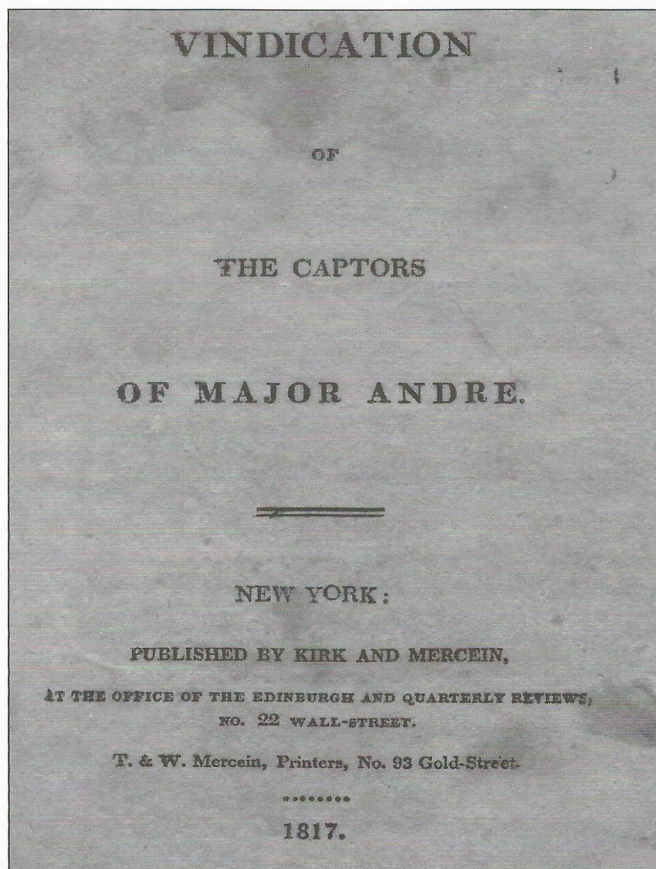 VINDICATION
OF
THE CAPTORS
OF MAJOR ANDRE.
NEW YORK:
PUBLISHED BY KIRK AND MERCEIN,
AT THE OFFICE OF THE EDINBURGH AND QUARTERLY REVIEWS,
NO. 22 WALL-STREET.
T. & W. Mercein, Printers, No. 93 Gold-Street.
1817.